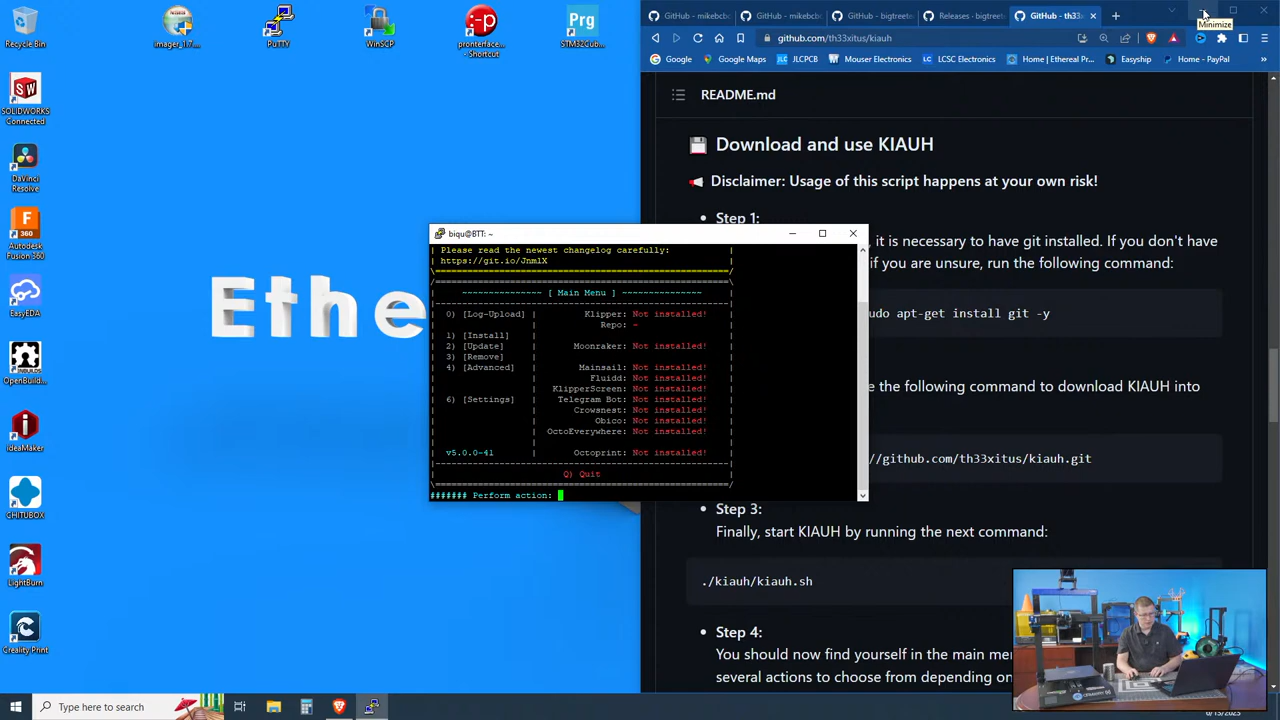 Recycle Bin
imager_1.7....
PuTTY
WinSCP
pronterface...
- Shortcut
Prg
STM32Cub...
SOLIDWORKS
Connected
Davinci
Resolve
Autodesk
Fusion 360
EasyEDA
OpenBuild...
IdeaMaker
CHITUBOX
LightBurn
Creality Print
Ethe
GitHub - mikebcbc
GitHub - mikebcbc
GitHub - bigtreete
Releases · bigtreet
GitHub - th33x
Minimize
github.com/th33xitus/kiauh
Google
Google Maps
JLCPCB
Mouser Electronics
LCSC Electronics
Home | Ethereal Pr...
Easyship
Home - PayPal
README.md
Download and use KIAUH
Disclaimer: Usage of this script happens at your own risk!
Step 1:
it is necessary to have git installed. If you don't have
if you are unsure, run the following command:
sudo apt-get install git -y
e the following command to download KIAUH into
//github.com/th33xitus/kiauh.git
Step 3:
Finally, start KIAUH by running the next command:
./kiauh/kiauh.sh
Step 4:
You should now find yourself in the main me
several actions to choose from depending on
biqu@BTT: ~
| Please read the newest changelog carefully: |
| https://git.io/JnmlX |
| ~~~~~~~~~~~~~~~ [ Main Menu ] ~~~~~~~~~~~~~~~ |
| 0) [Log-Upload] | Klipper: Not installed! |
| | Repo: - |
| 1) [Install] | |
| 2) [Update] | Moonraker: Not installed! |
| 3) [Remove] | |
| 4) [Advanced] | Mainsail: Not installed! |
| | Fluidd: Not installed! |
| | KlipperScreen: Not installed! |
| 6) [Settings] | Telegram Bot: Not installed! |
| | Crowsnest: Not installed! |
| | Obico: Not installed! |
| | OctoEverywhere: Not installed! |
| v5.0.0-41 | Octoprint: Not installed! |
| Q) Quit |
####### Perform action:
Type here to search